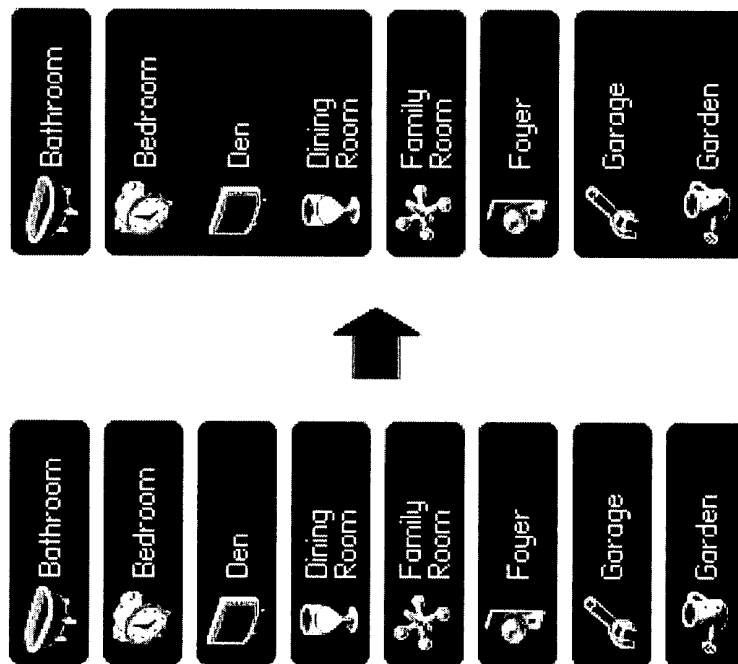 Bathroom
Bedroom
Den
Dining
Room
Family
Room
Foyer
Garage
Garden
Bathroom
Bedroom
Den
Dining
Room
Family
Room
Foyer
Garage
Garden